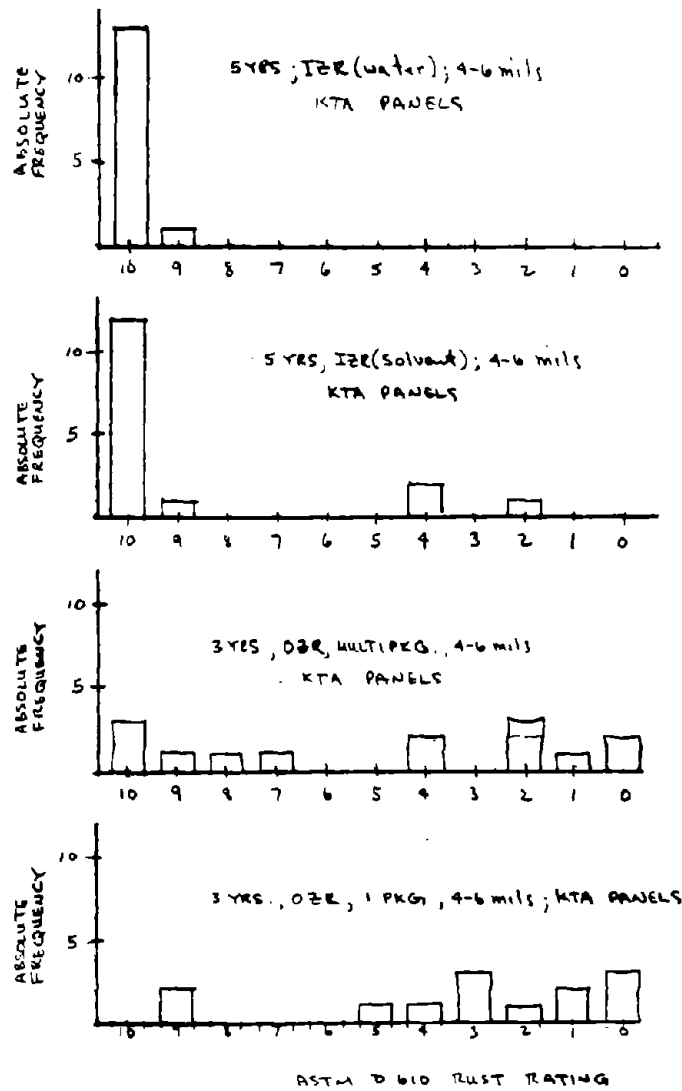 ABSOLUTE
FREQUENCY
10
5
5 YRS ; IZR (water) ; 4-6 mils
KTA PANELS
10 9 8 7 6 5 4 3 2 1 0
ABSOLUTE
FREQUENCY
10
5
5 YRS, IZR (solvent) ; 4-6 mils
KTA PANELS
10 9 8 7 6 5 4 3 2 1 0
ABSOLUTE
FREQUENCY
10
5
3 YRS , OZR, MULTIPKG. , 4-6 mils
KTA PANELS
10 9 8 7 6 5 4 3 2 1 0
ABSOLUTE
FREQUENCY
10
5
3 YRS. , OZR, 1 PKG , 4-6 mils ; KTA PANELS
10 9 8 7 6 5 4 3 2 1 0
ASTM D 610 RUST RATING